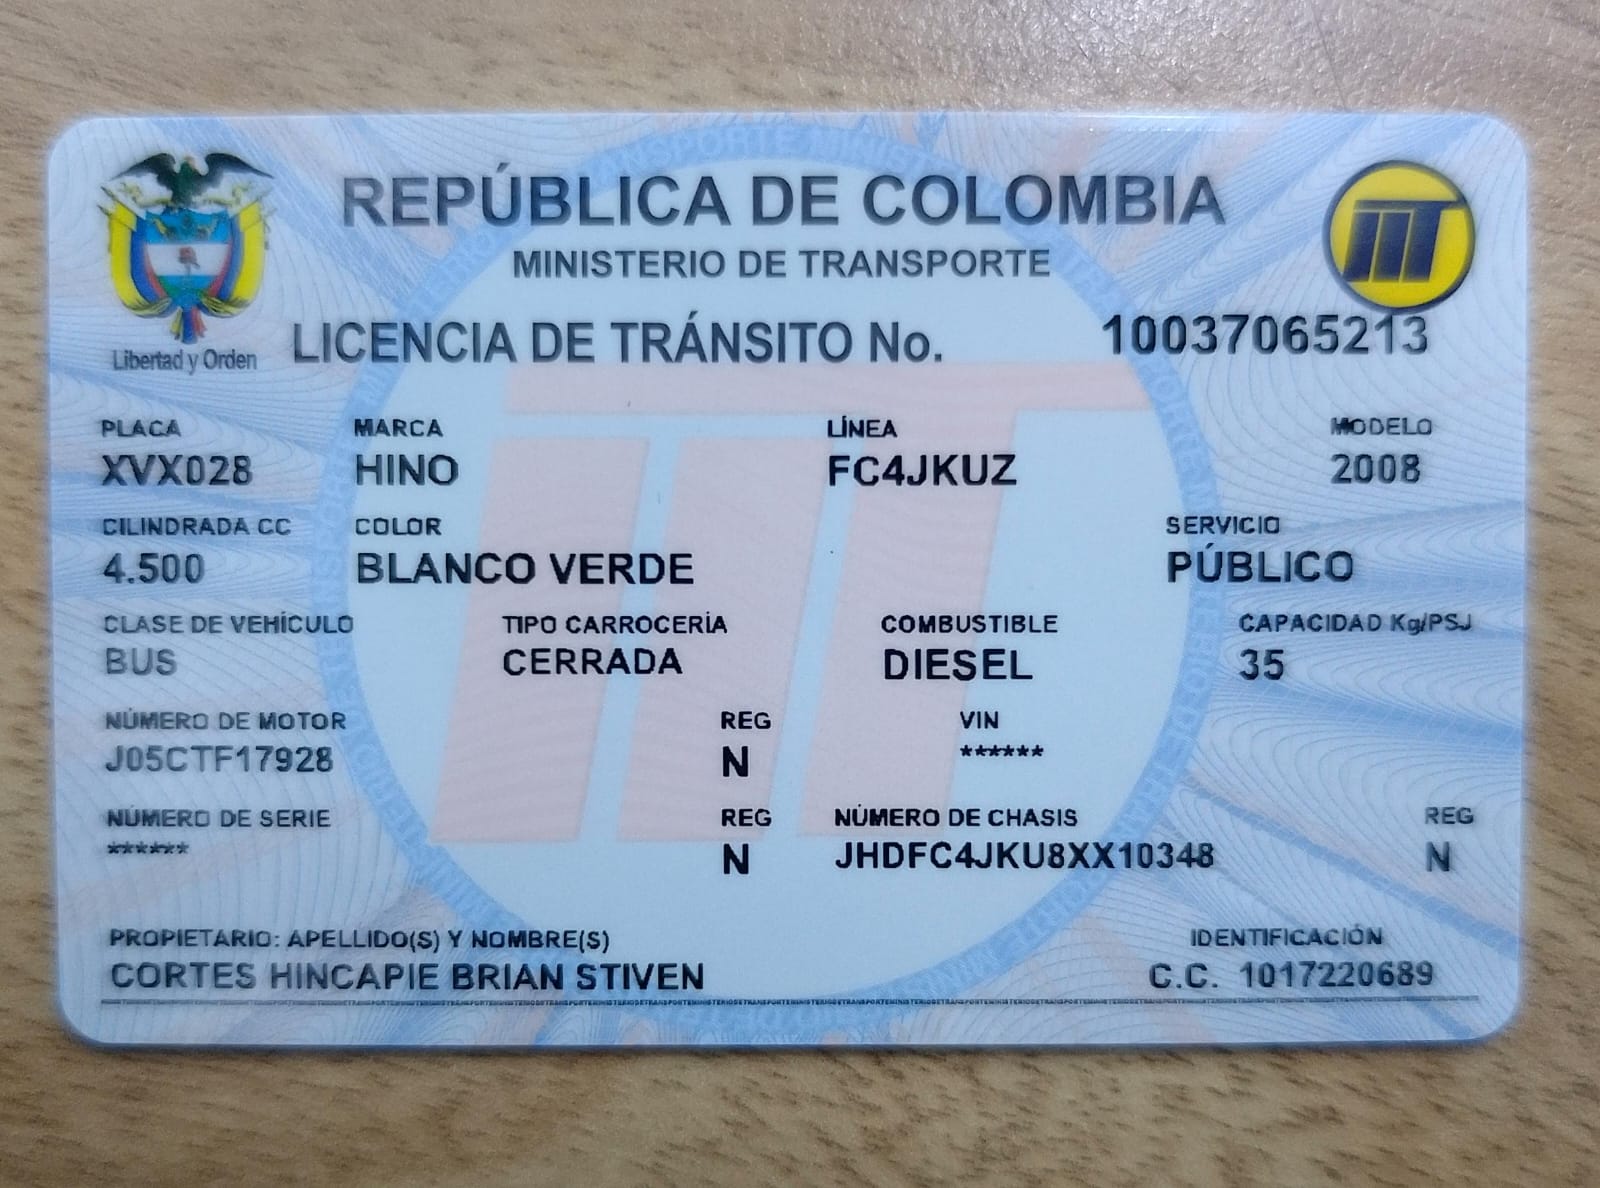 REPÚBLICA DE COLOMBIA
MINISTERIO DE TRANSPORTE
Libertad y Orden
LICENCIA DE TRÁNSITO No. 10037065213
PLACA MARCA LÍNEA MODELO
XVX028 HINO FC4JKUZ 2008
CILINDRADA CC COLOR SERVICIO
4.500 BLANCO VERDE PÚBLICO
CLASE DE VEHÍCULO TIPO CARROCERÍA COMBUSTIBLE CAPACIDAD Kg/PSJ
BUS CERRADA DIESEL 35
NÚMERO DE MOTOR REG VIN
J05CTF17928 N ******
NÚMERO DE SERIE REG NÚMERO DE CHASIS REG
****** N JHDFC4JKU8XX10348 N
PROPIETARIO: APELLIDO(S) Y NOMBRE(S) IDENTIFICACIÓN
CORTES HINCAPIE BRIAN STIVEN C.C. 1017220689